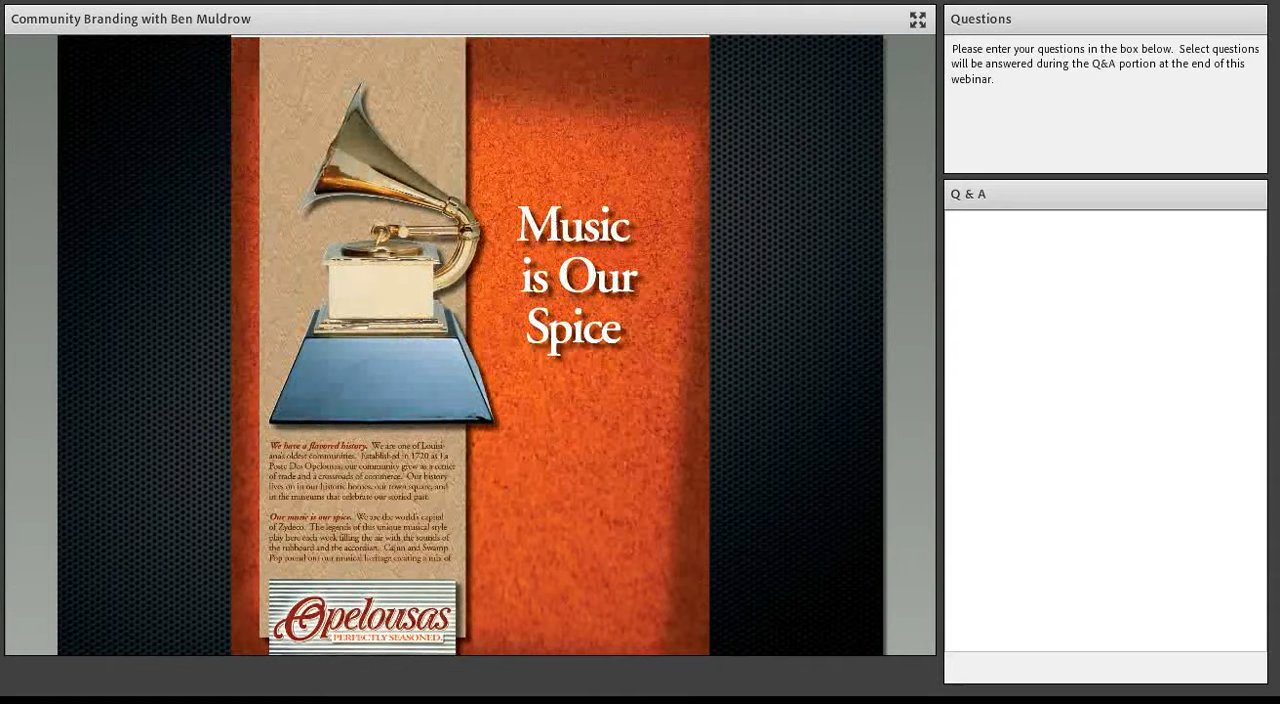 Community Branding with Ben Muldrow
Music
is Our
Spice
We have a flavored history. We are one of Louisi-
ana's oldest communities. Established in 1720 as La
Poste Des Opelousas, our community grew as a center
of trade and a crossroads of commerce. Our history
lives on in our historic homes, our town square, and
in the museums that celebrate our storied past.
Our music is our spice. We are the world's capital
of Zydeco. The legends of this unique musical style
play here each week filling the air with the sounds of
the rubboard and the accordian. Cajun and Swamp
Pop round out our musical heritage creating a mix of
Opelousas
PERFECTLY SEASONED.
Questions
Please enter your questions in the box below. Select questions
will be answered during the Q&A portion at the end of this
webinar.
Q & A